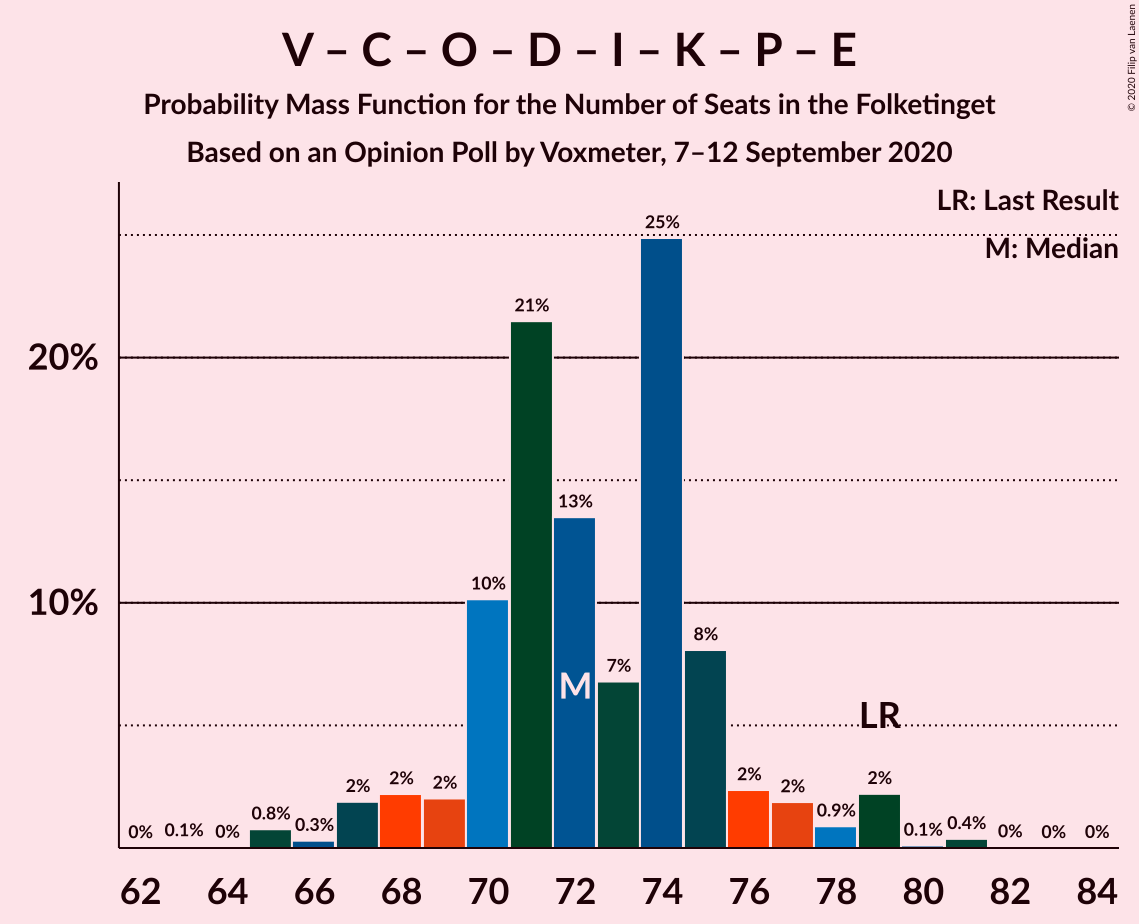 V – C – O – D – I – K – P – E
Probability Mass Function for the Number of Seats in the Folketinget
Based on an Opinion Poll by Voxmeter, 7–12 September 2020
© 2020 Filip van Laenen
LR: Last Result
M: Median
25%
21%
20%
13%
10%
10%
8%
7%
M
LR
2%
2%
2%
2%
2%
2%
0.9%
0.8%
0.3%
0%
0.1%
0%
0.1%
0.4%
0%
0%
0%
2%
62 64 66 68 70 72 74 76 78 80 82 84